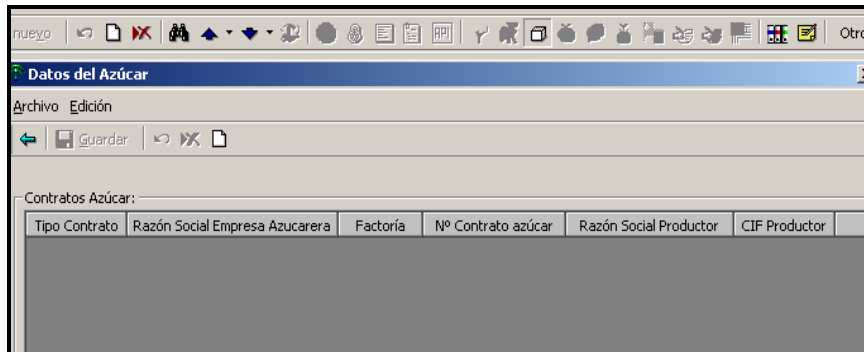 nuevo Otro
Datos del Azúcar
Archivo Edición
Guardar
Contratos Azúcar:
Tipo Contrato Razón Social Empresa Azucarera Factoría Nº Contrato azúcar Razón Social Productor CIF Productor